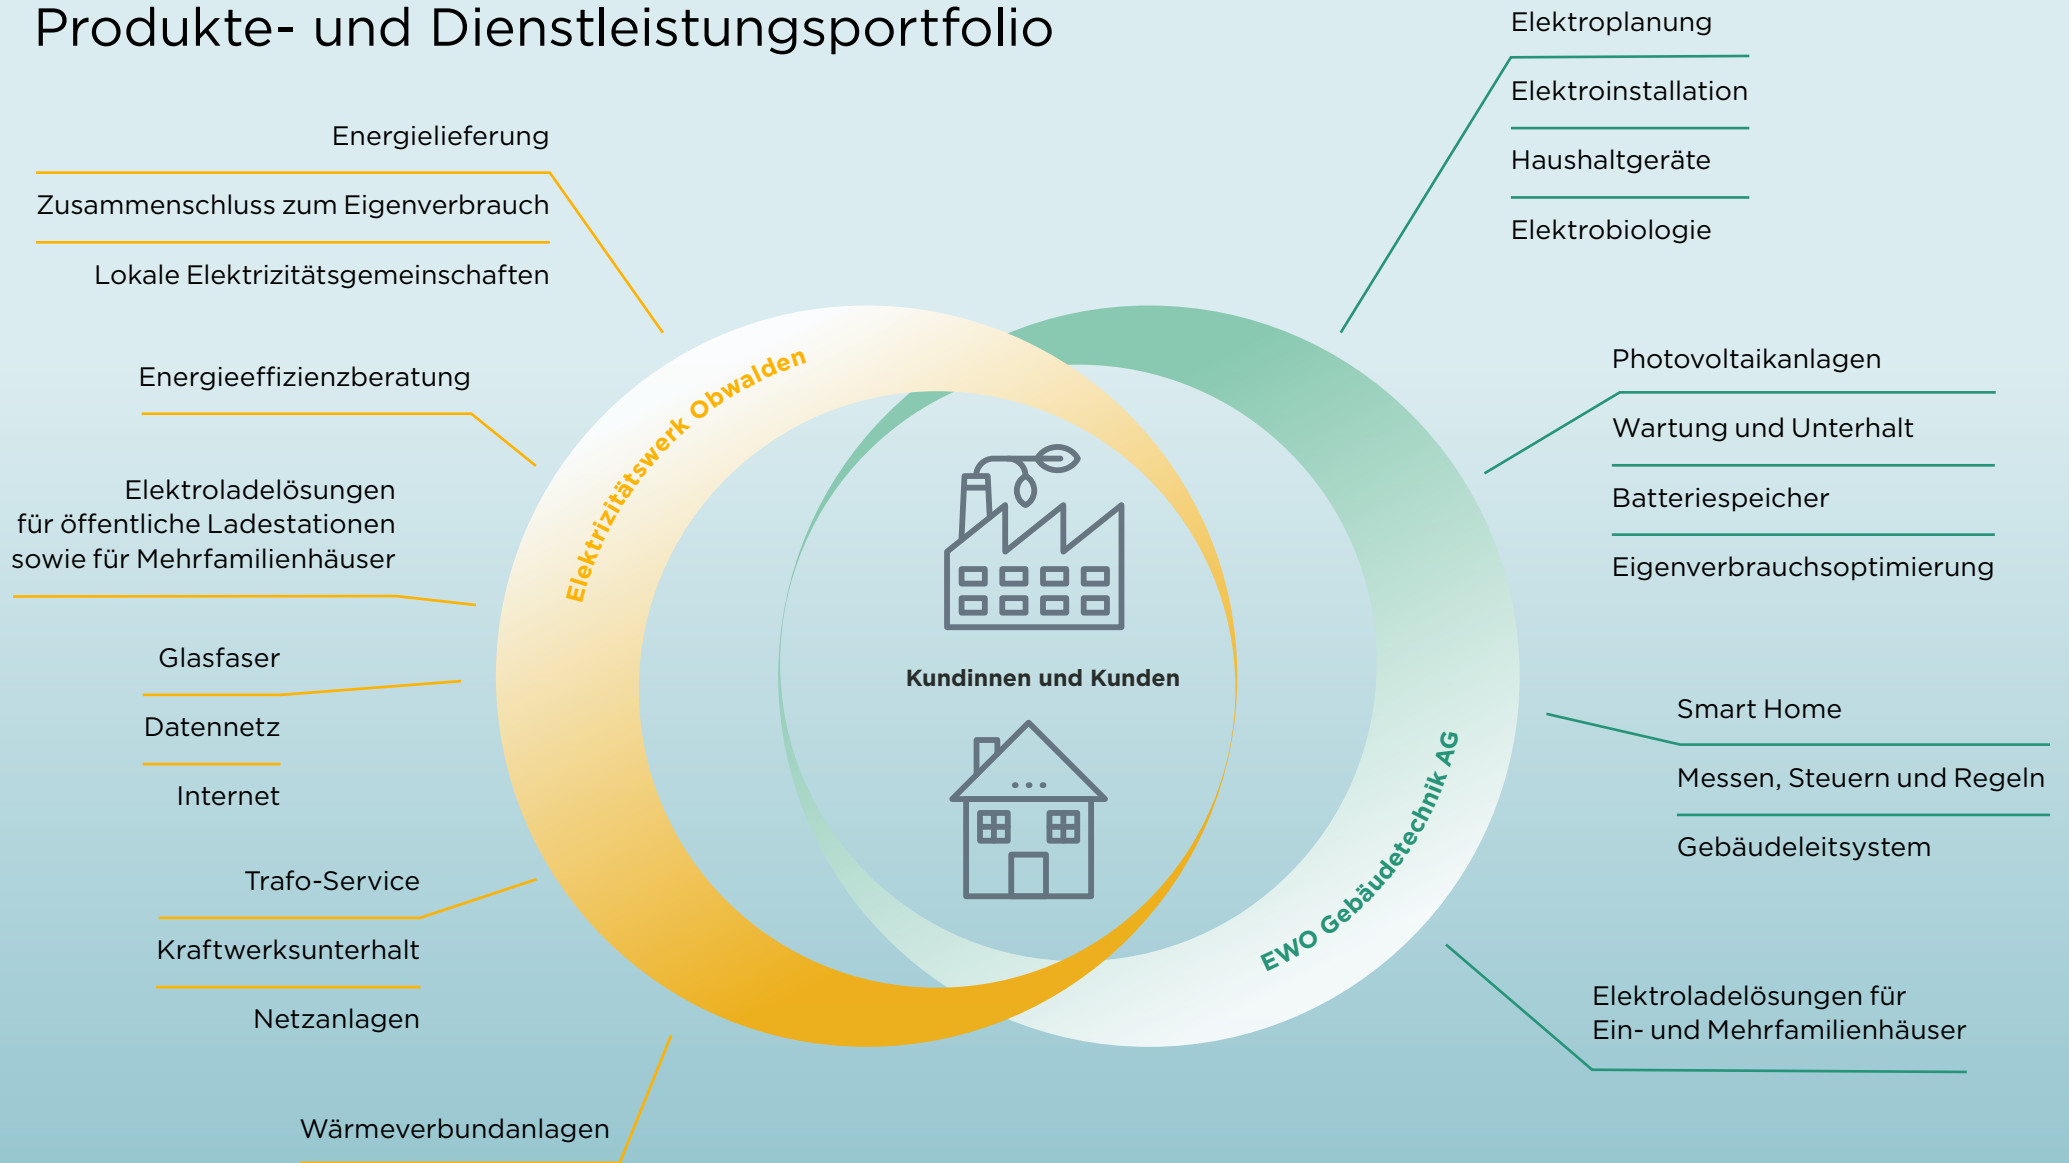 Produkte- und Dienstleistungsportfolio
Energielieferung
Zusammenschluss zum Eigenverbrauch
Lokale Elektrizitätsgemeinschaften
Energieeffizienzberatung
Elektroladelösungen
für öffentliche Ladestationen
sowie für Mehrfamilienhäuser
Glasfaser
Datennetz
Internet
Trafo-Service
Kraftwerksunterhalt
Netzanlagen
Wärmeverbundanlagen
Elektrizitätswerk Obwalden
Kundinnen und Kunden
EWO Gebäudetechnik AG
Elektroplanung
Elektroinstallation
Haushaltgeräte
Elektrobiologie
Photovoltaikanlagen
Wartung und Unterhalt
Batteriespeicher
Eigenverbrauchsoptimierung
Smart Home
Messen, Steuern und Regeln
Gebäudeleitsystem
Elektroladelösungen für
Ein- und Mehrfamilienhäuser